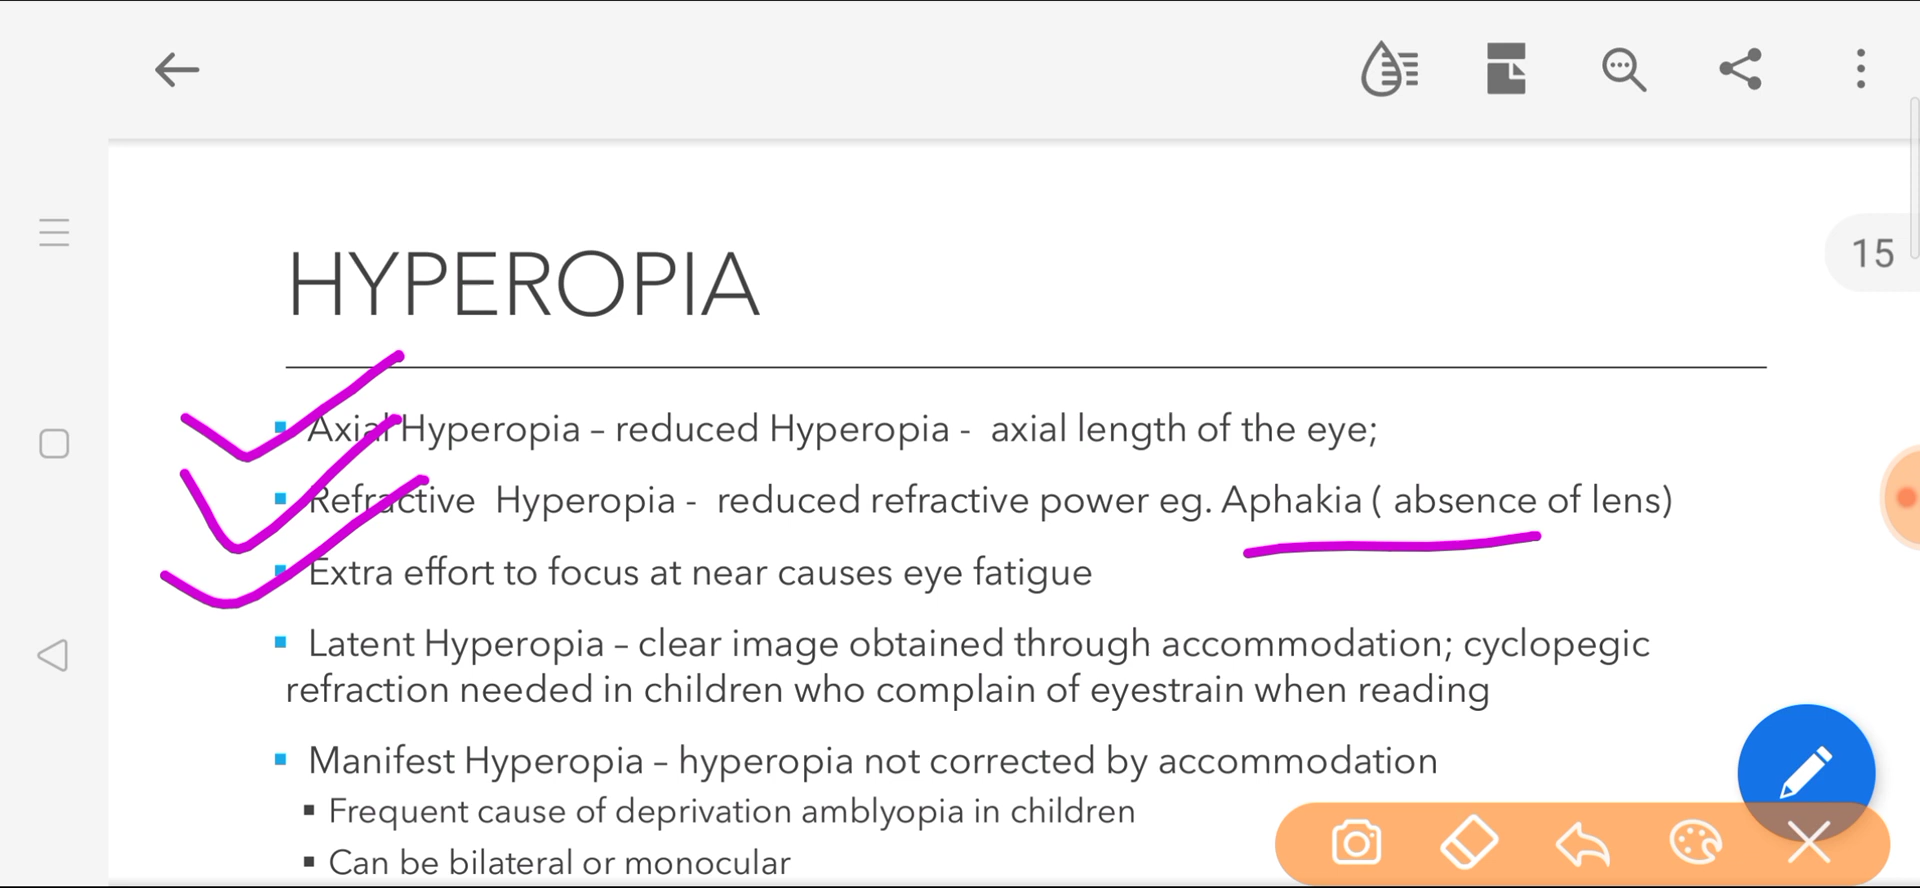 15
HYPEROPIA
Axial Hyperopia – reduced Hyperopia - axial length of the eye;
Refractive Hyperopia - reduced refractive power eg. Aphakia ( absence of lens)
Extra effort to focus at near causes eye fatigue
Latent Hyperopia – clear image obtained through accommodation; cyclopegic
refraction needed in children who complain of eyestrain when reading
Manifest Hyperopia – hyperopia not corrected by accommodation
Frequent cause of deprivation amblyopia in children
Can be bilateral or monocular